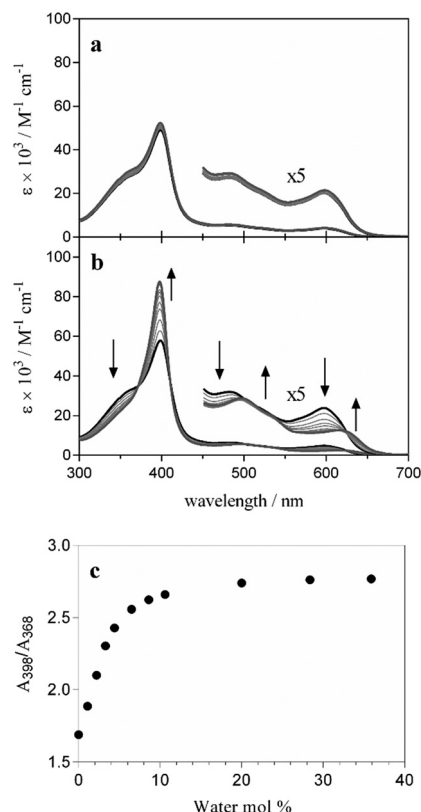 a
100
80
60
40
20
0
ε × 10³ / M⁻¹ cm⁻¹
x5
b
100
80
60
40
20
0
ε × 10³ / M⁻¹ cm⁻¹
x5
300 400 500 600 700
wavelength / nm
c
3.0
2.5
2.0
1.5
A₃₉₈/A₃₆₈
0 10 20 30 40
Water mol %